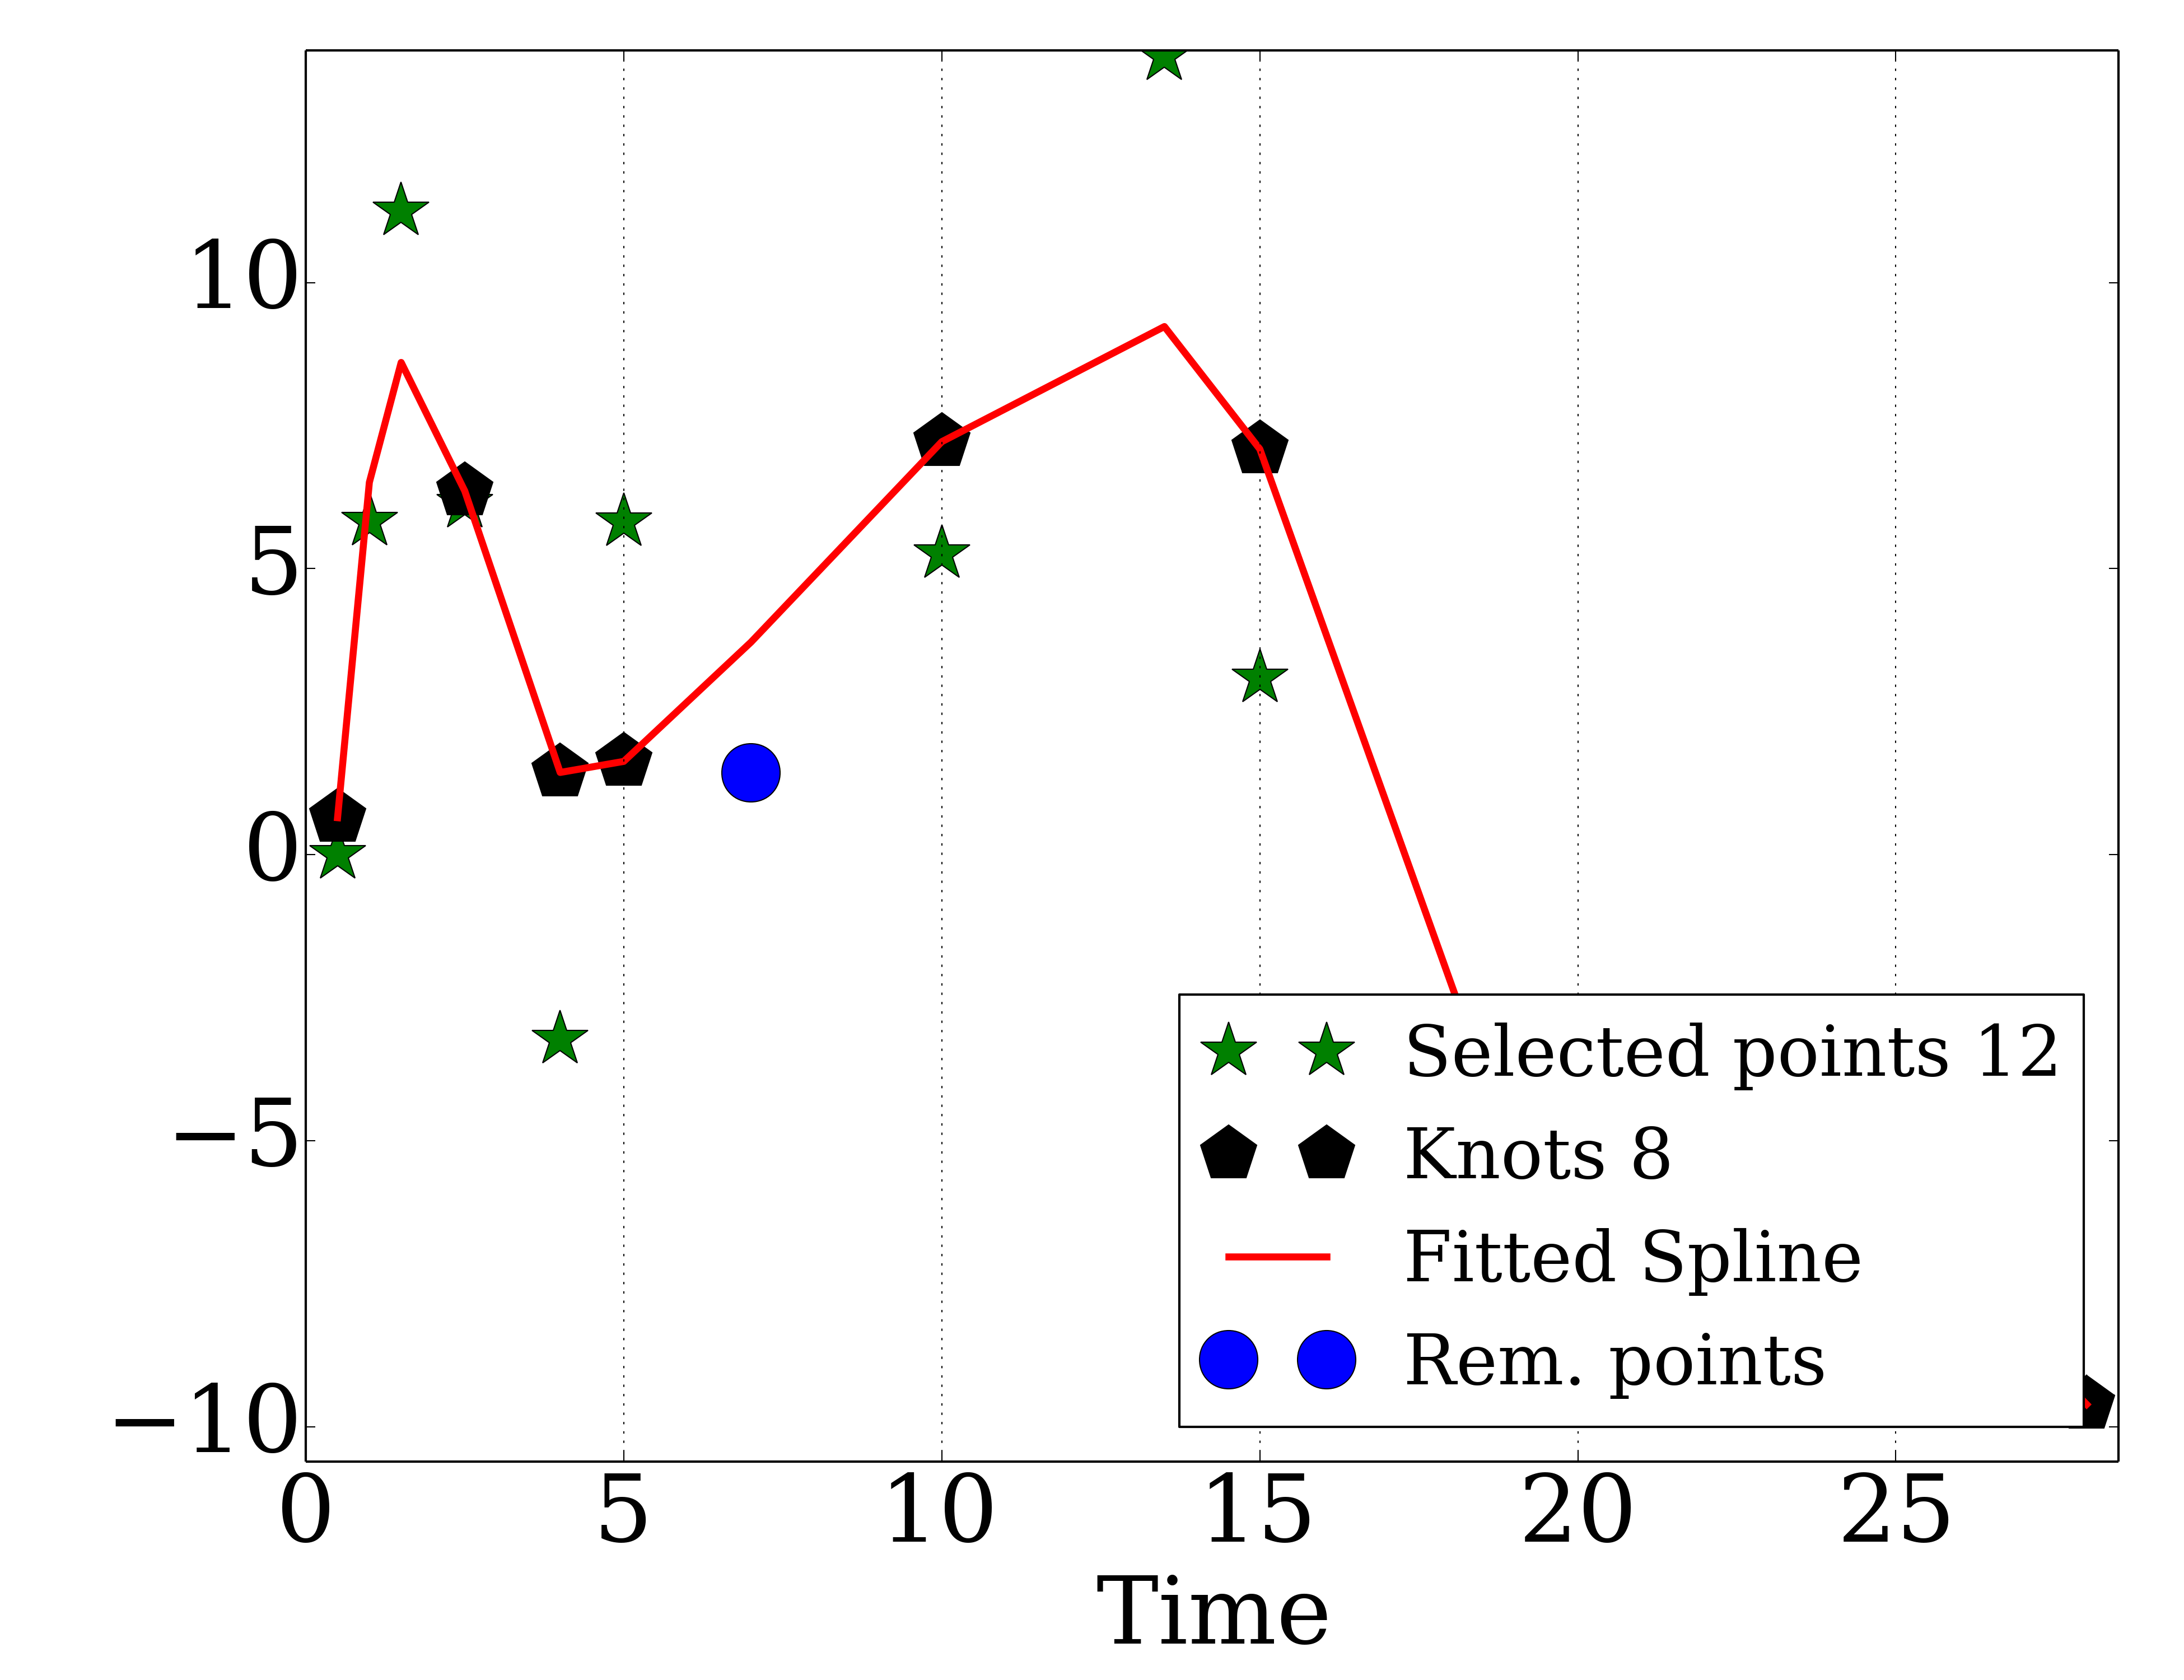 10
5
0
−5
−10
0 5 10 15 20 25
Time
Selected points 12
Knots 8
Fitted Spline
Rem. points